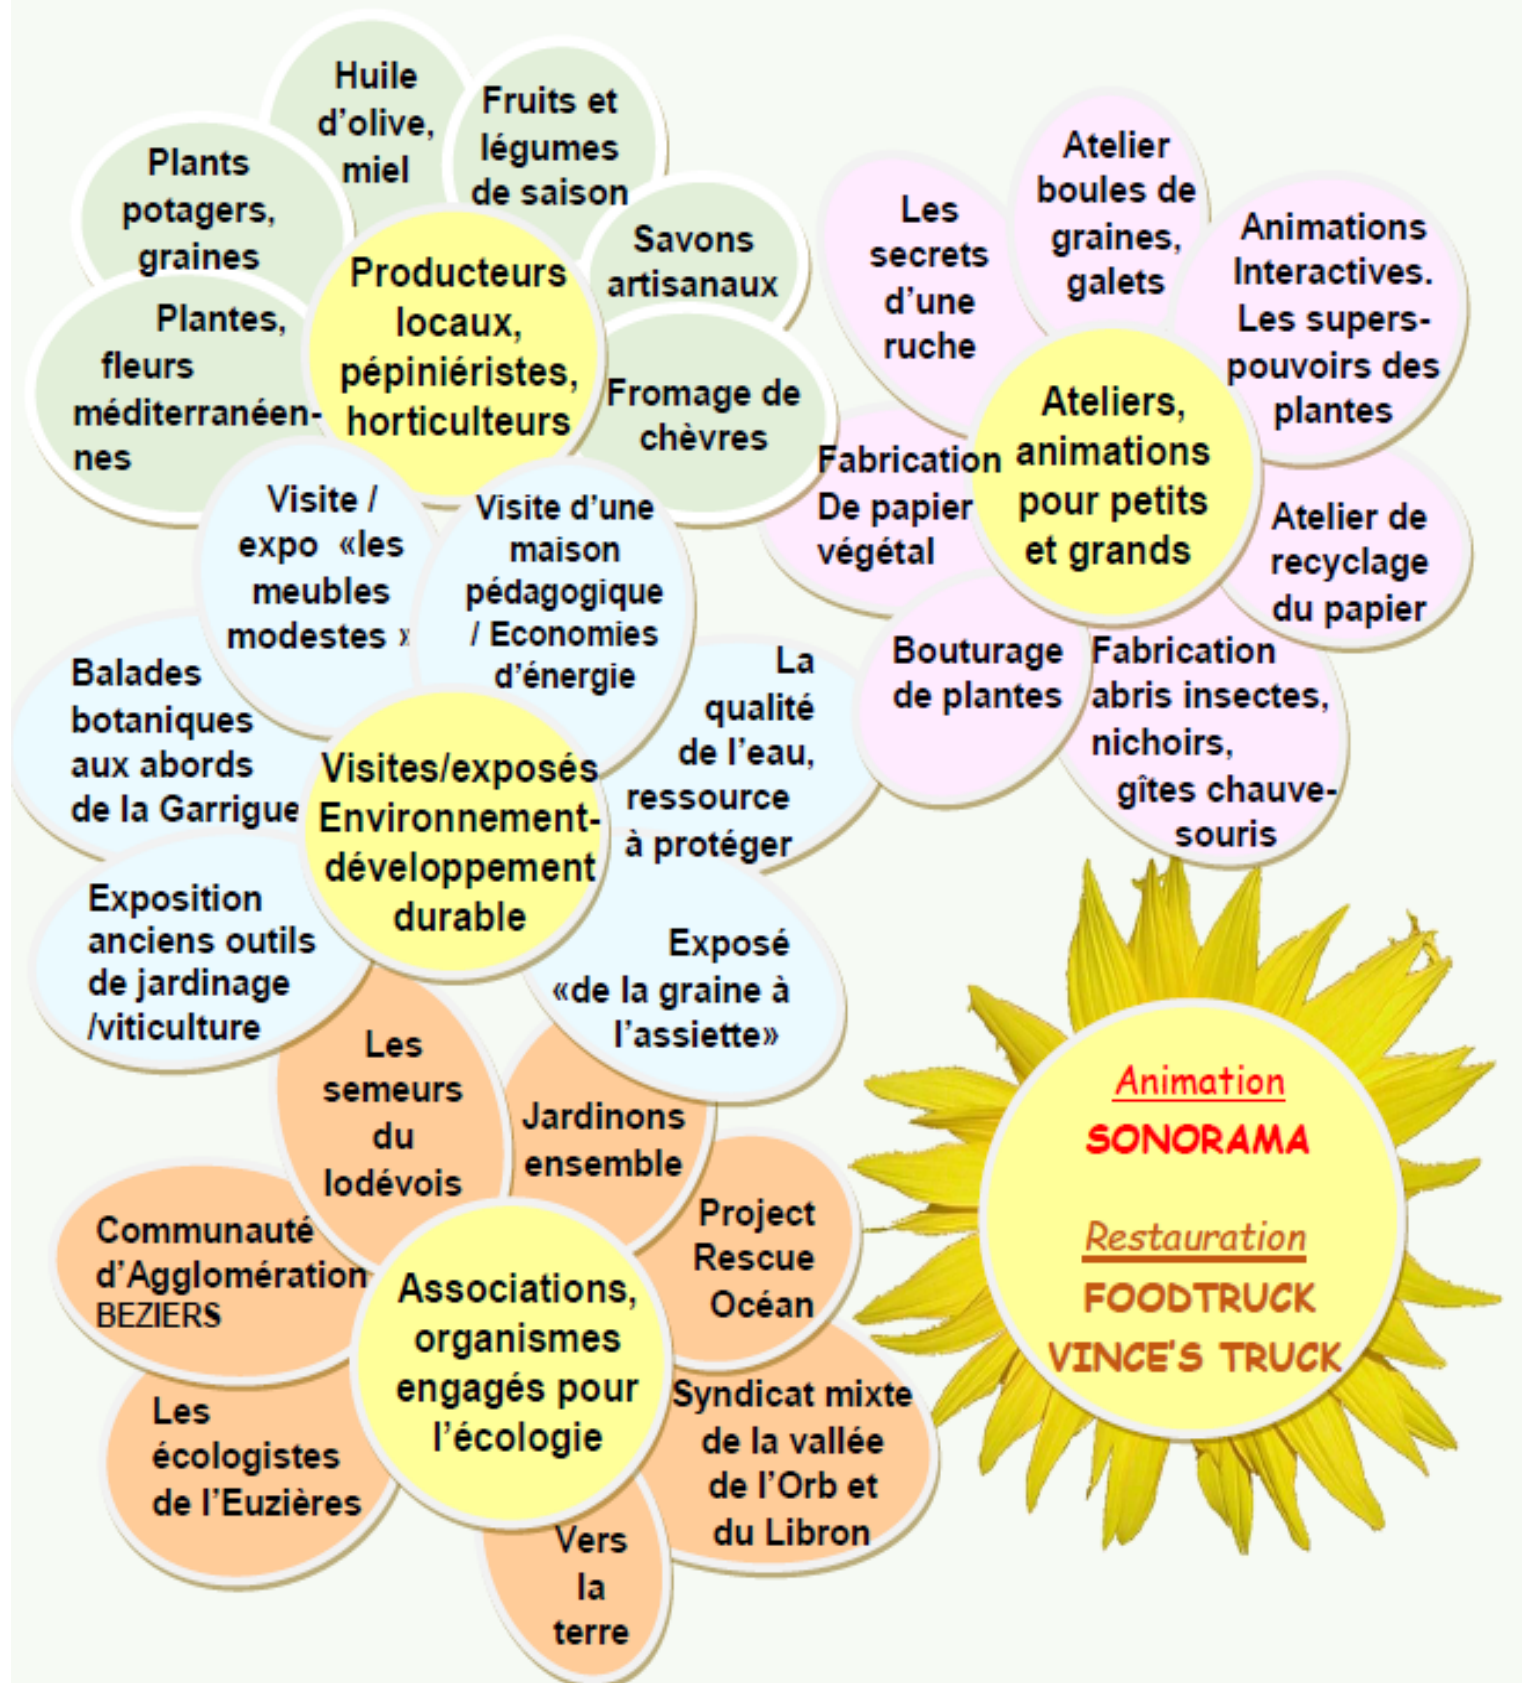 Huile
d'olive,
miel
Fruits et
légumes
de saison
Plants
potagers,
graines
Savons
artisanaux
Plantes,
fleurs
méditerranéen-
nes
Producteurs
locaux,
pépiniéristes,
horticulteurs
Fromage de
chèvres
Les
secrets
d'une
ruche
Atelier
boules de
graines,
galets
Animations
Interactives.
Les supers-
pouvoirs des
plantes
Fabrication
De papier
végétal
Ateliers,
animations
pour petits
et grands
Atelier de
recyclage
du papier
Bouturage
de plantes
Fabrication
abris insectes,
nichoirs,
gîtes chauve-
souris
Visite /
expo «les
meubles
modestes »
Visite d'une
maison
pédagogique
/ Economies
d'énergie
Balades
botaniques
aux abords
de la Garrigue
La
qualité
de l'eau,
ressource
à protéger
Visites/exposés
Environnement-
développement
durable
Exposition
anciens outils
de jardinage
/viticulture
Exposé
«de la graine à
l'assiette»
Les
semeurs
du
lodévois
Jardinons
ensemble
Communauté
d'Agglomération
BEZIERS
Project
Rescue
Océan
Associations,
organismes
engagés pour
l'écologie
Les
écologistes
de l'Euzières
Syndicat mixte
de la vallée
de l'Orb et
du Libron
Vers
la
terre
Animation
SONORAMA
Restauration
FOODTRUCK
VINCE'S TRUCK